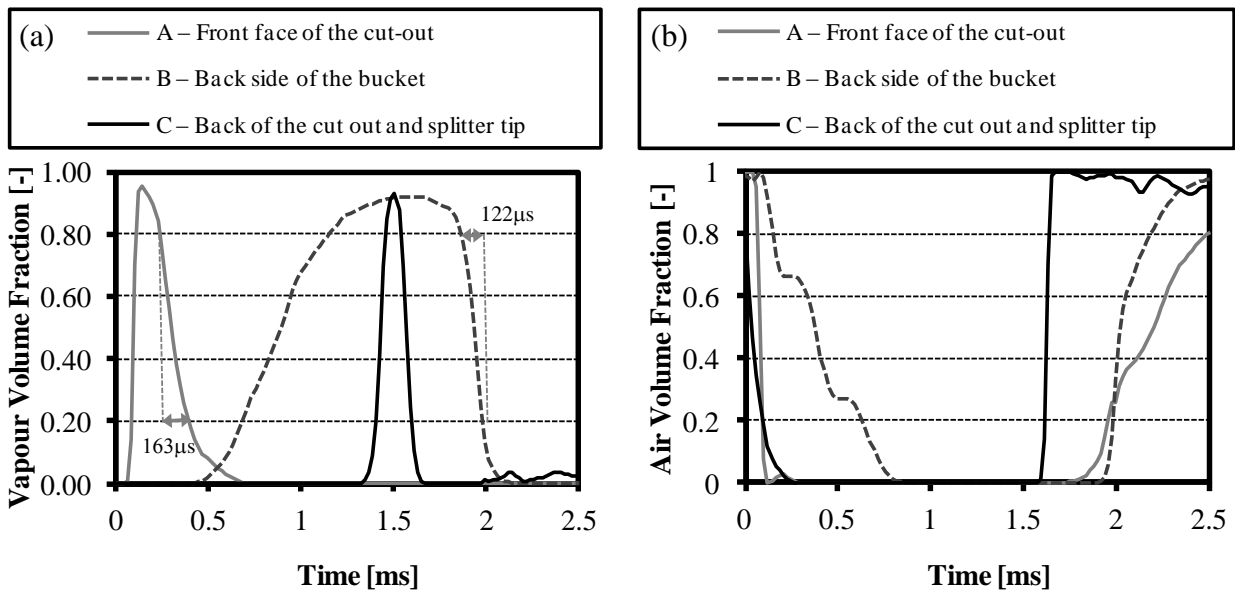 (a)
A – Front face of the cut-out
B – Back side of the bucket
C – Back of the cut out and splitter tip
Vapour Volume Fraction [-]
1.00
0.80
0.60
0.40
0.20
0.00
122µs
163µs
0 0.5 1 1.5 2 2.5
Time [ms]
(b)
A – Front face of the cut-out
B – Back side of the bucket
C – Back of the cut out and splitter tip
Air Volume Fraction [-]
1
0.8
0.6
0.4
0.2
0
0 0.5 1 1.5 2 2.5
Time [ms]